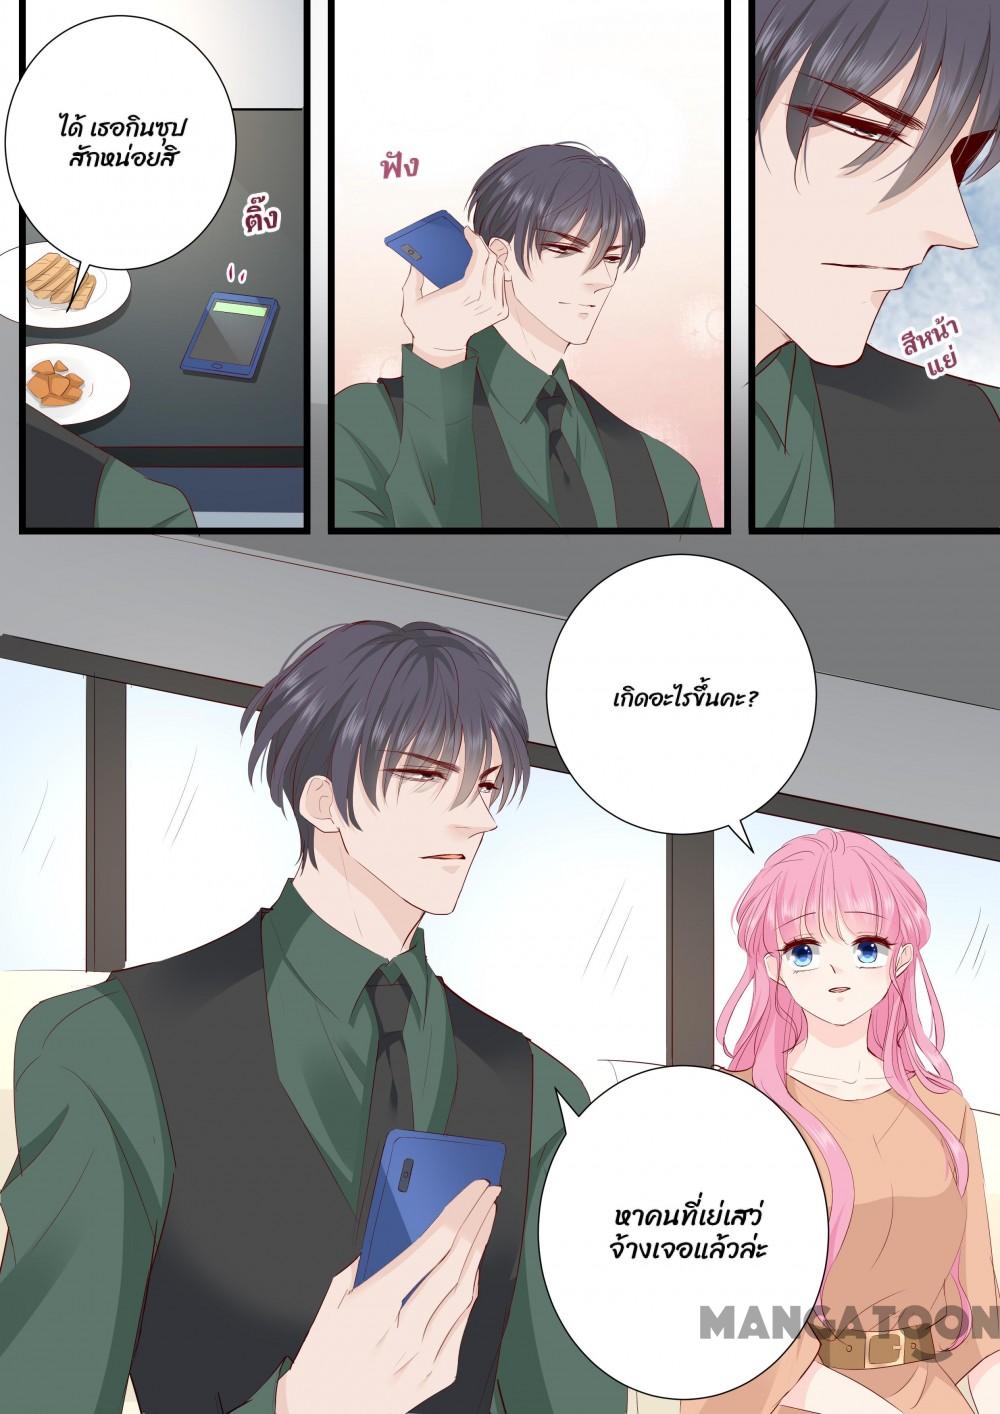 ได้ เธอกินซุป
สักหน่อยสิ
ติ๊ง
ฟัง
สีหน้า
แย่
เกิดอะไรขึ้นคะ?
หาคนที่เย่เสว่
จ้างเจอแล้วล่ะ
MANGATOON